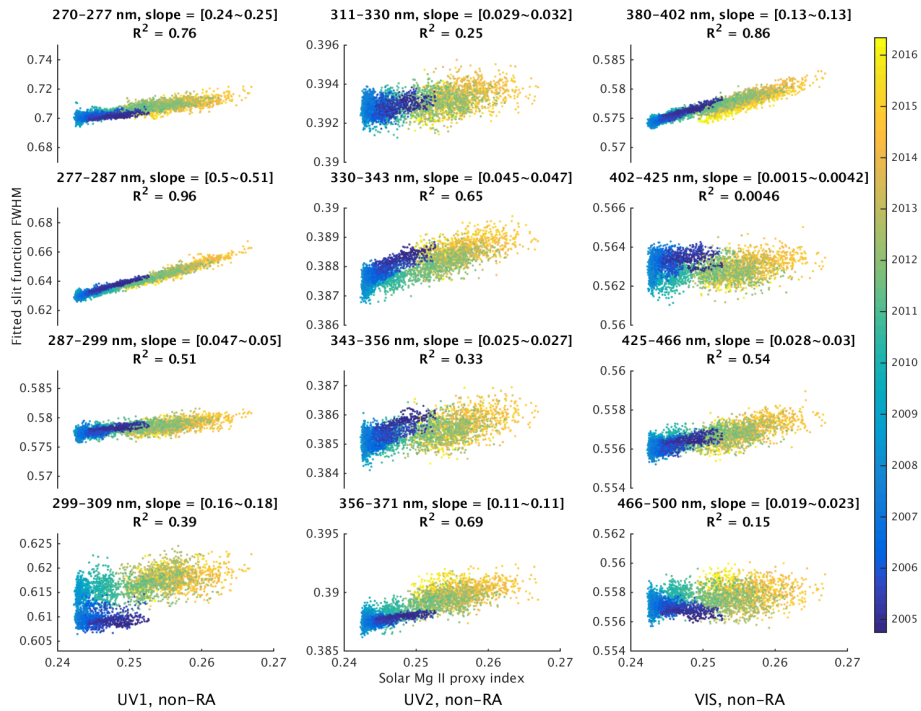 270−277 nm, slope = [0.24~0.25]
R2 = 0.76
311−330 nm, slope = [0.029~0.032]
R2 = 0.25
380−402 nm, slope = [0.13~0.13]
R2 = 0.86
0.74
0.72
0.7
0.68
0.396
0.394
0.392
0.39
0.58
0.575
0.57
277−287 nm, slope = [0.5~0.51]
R2 = 0.96
330−343 nm, slope = [0.045~0.047]
R2 = 0.65
402−425 nm, slope = [0.0015~0.0042]
R2 = 0.0046
0.68
0.66
0.64
0.62
0.39
0.389
0.388
0.387
0.386
0.566
0.564
0.562
0.56
Fitted slit function FWHM
287−299 nm, slope = [0.047~0.05]
R2 = 0.51
343−356 nm, slope = [0.025~0.027]
R2 = 0.33
425−466 nm, slope = [0.028~0.03]
R2 = 0.54
0.585
0.58
0.575
0.57
0.387
0.386
0.385
0.384
0.56
0.558
0.556
0.554
299−309 nm, slope = [0.16~0.18]
R2 = 0.39
356−371 nm, slope = [0.11~0.11]
R2 = 0.69
466−500 nm, slope = [0.019~0.023]
R2 = 0.15
0.625
0.62
0.615
0.61
0.605
0.395
0.39
0.385
0.562
0.56
0.558
0.556
0.554
0.24 0.25 0.26 0.27
0.24 0.25 0.26 0.27
0.24 0.25 0.26 0.27
Solar Mg II proxy index
UV1, non−RA
UV2, non−RA
VIS, non−RA
2016
2015
2014
2013
2012
2011
2010
2009
2008
2007
2006
2005